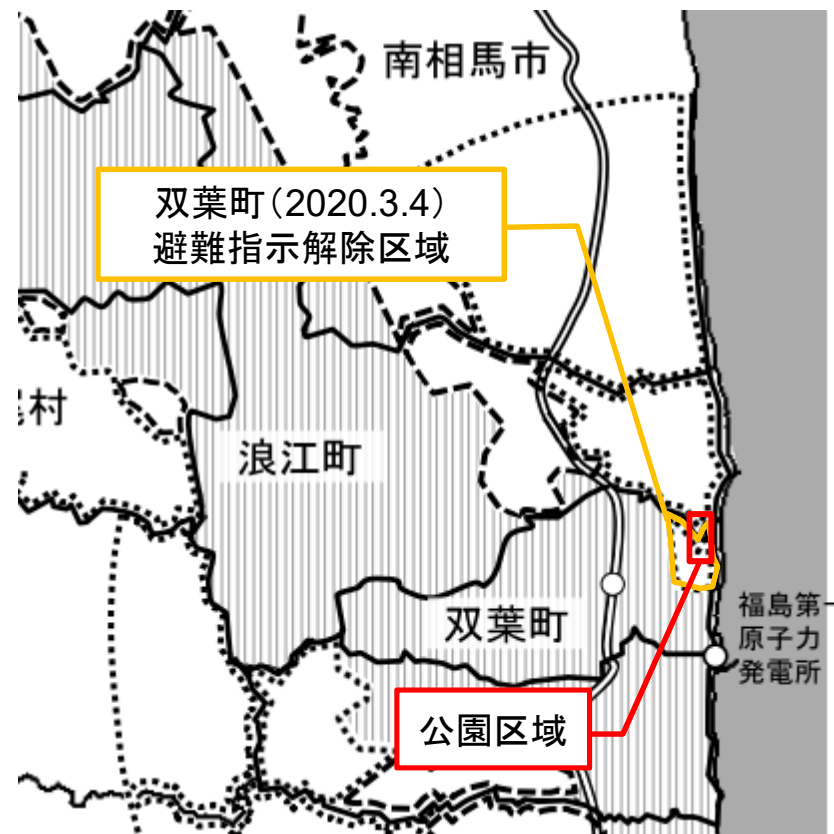 南相馬市
双葉町(2020.3.4)
避難指示解除区域
村
浪江町
双葉町
福島第一
原子力
発電所
公園区域